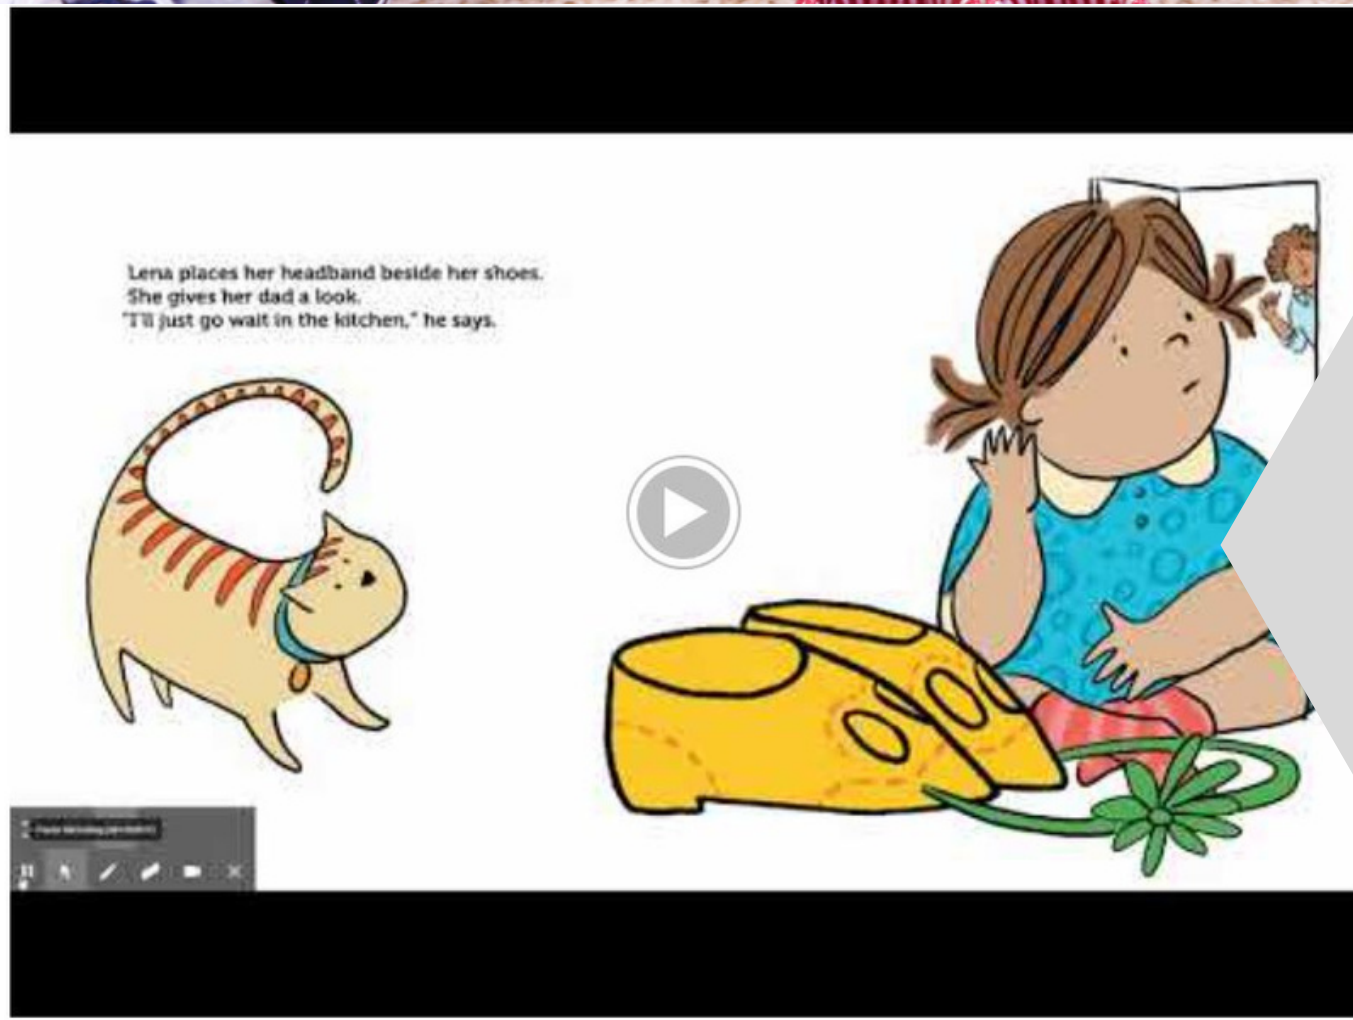 Lena places her headband beside her shoes.
She gives her dad a look.
"I'll just go wait in the kitchen," he says.